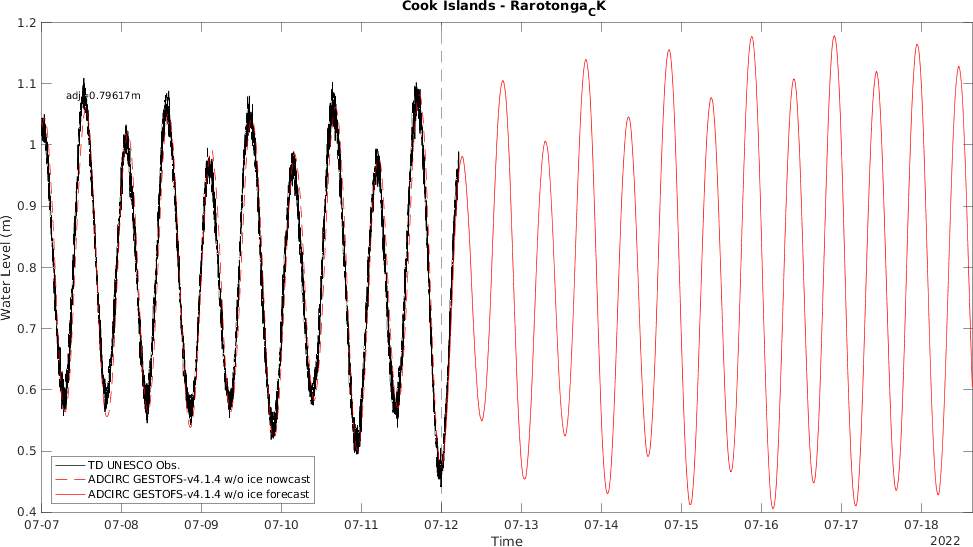 Cook Islands - Rarotonga_CK
1.2
1.1
1
0.9
0.8
0.7
0.6
0.5
0.4
Water Level (m)
adj=0.79617m
TD UNESCO Obs.
ADCIRC GESTOFS-v4.1.4 w/o ice nowcast
ADCIRC GESTOFS-v4.1.4 w/o ice forecast
07-07 07-08 07-09 07-10 07-11 07-12 07-13 07-14 07-15 07-16 07-17 07-18
Time
2022